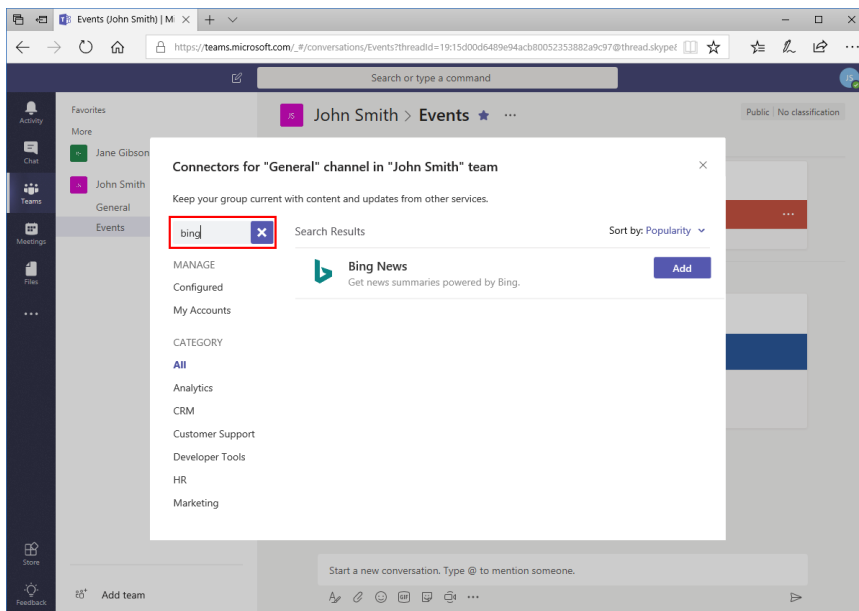 Events (John Smith) | Mi
https://teams.microsoft.com/_#/conversations/Events?threadId=19:15d00d6489e94acb80052353882a9c97@thread.skype&
Search or type a command
JS
Activity
Chat
Teams
Meetings
Files
Store
Feedback
Favorites
More
Jane Gibson
John Smith
General
Events
Add team
JS
John Smith > Events
Public | No classification
Connectors for "General" channel in "John Smith" team
Keep your group current with content and updates from other services.
bing
Search Results
Sort by: Popularity
MANAGE
Configured
My Accounts
CATEGORY
All
Analytics
CRM
Customer Support
Developer Tools
HR
Marketing
Bing News
Get news summaries powered by Bing.
Add
Start a new conversation. Type @ to mention someone.
GIF